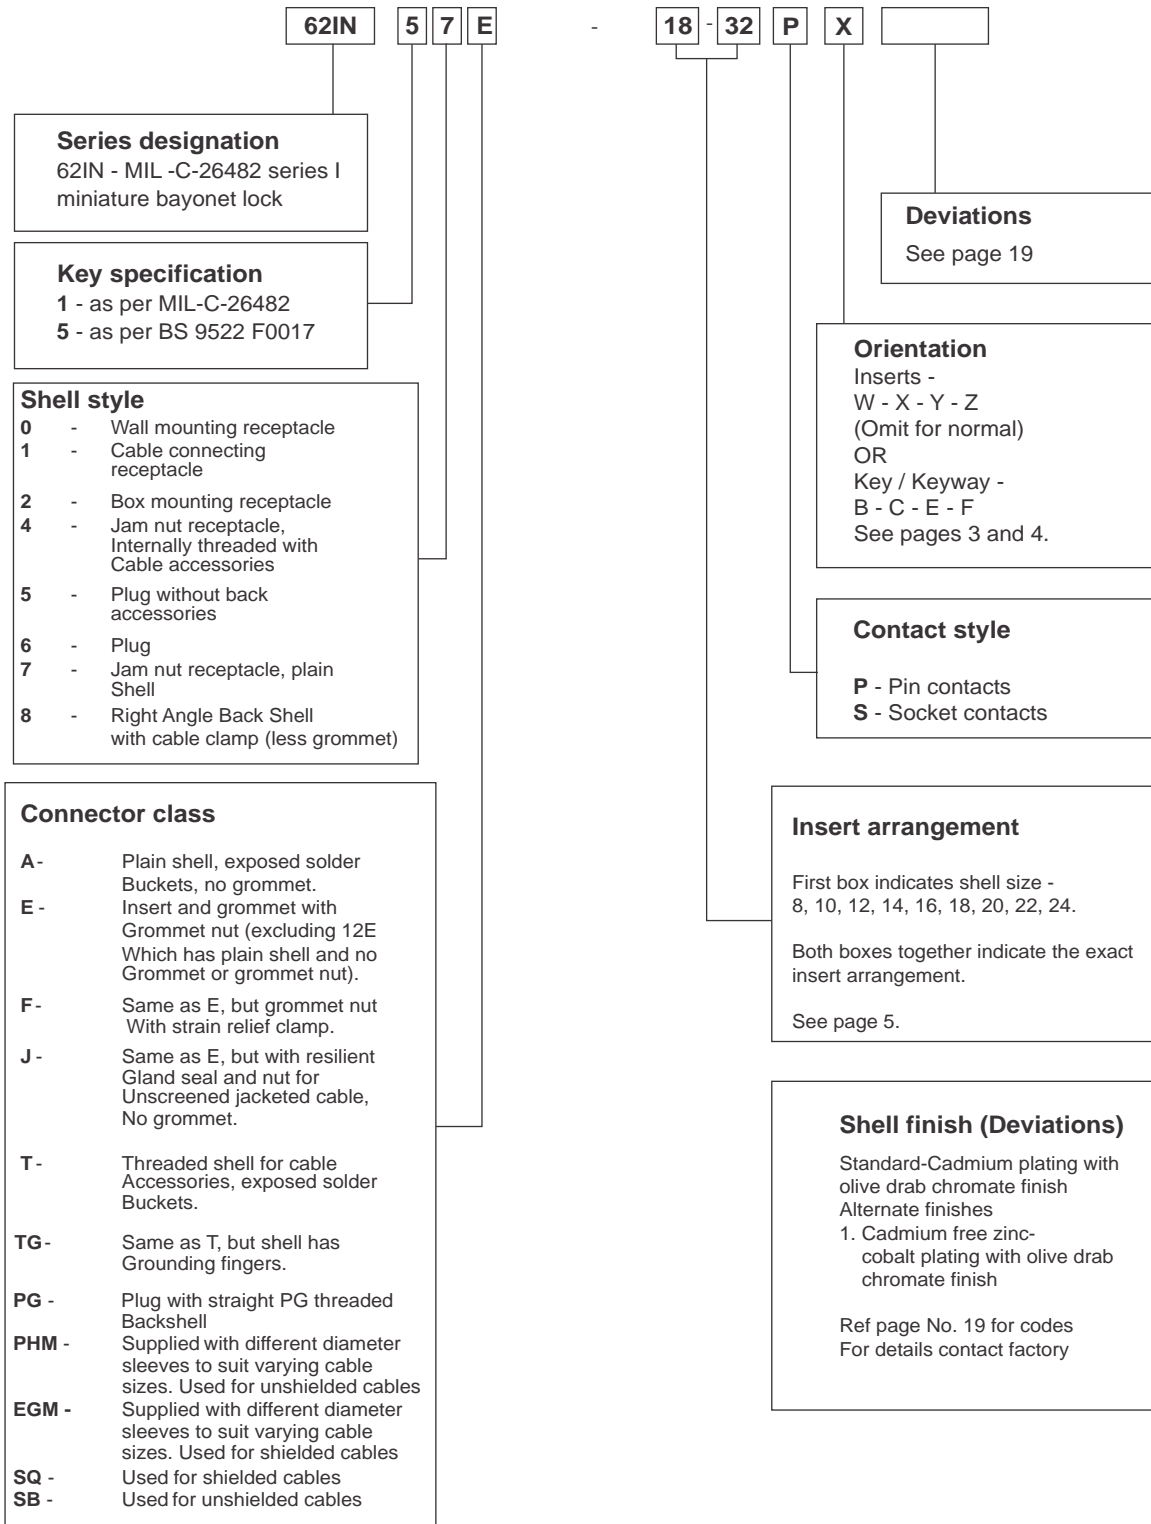 62IN 5 7 E - 18 - 32 P X
Series designation
62IN - MIL -C-26482 series I
miniature bayonet lock
Key specification
1 - as per MIL-C-26482
5 - as per BS 9522 F0017
Shell style
0 - Wall mounting receptacle
1 - Cable connecting
receptacle
2 - Box mounting receptacle
4 - Jam nut receptacle,
Internally threaded with
Cable accessories
5 - Plug without back
accessories
6 - Plug
7 - Jam nut receptacle, plain
Shell
8 - Right Angle Back Shell
with cable clamp (less grommet)
Connector class
A - Plain shell, exposed solder
Buckets, no grommet.
E - Insert and grommet with
Grommet nut (excluding 12E
Which has plain shell and no
Grommet or grommet nut).
F - Same as E, but grommet nut
With strain relief clamp.
J - Same as E, but with resilient
Gland seal and nut for
Unscreened jacketed cable,
No grommet.
T - Threaded shell for cable
Accessories, exposed solder
Buckets.
TG - Same as T, but shell has
Grounding fingers.
PG - Plug with straight PG threaded
Backshell
PHM - Supplied with different diameter
sleeves to suit varying cable
sizes. Used for unshielded cables
EGM - Supplied with different diameter
sleeves to suit varying cable
sizes. Used for shielded cables
SQ - Used for shielded cables
SB - Used for unshielded cables
Deviations
See page 19
Orientation
Inserts -
W - X - Y - Z
(Omit for normal)
OR
Key / Keyway -
B - C - E - F
See pages 3 and 4.
Contact style
P - Pin contacts
S - Socket contacts
Insert arrangement
First box indicates shell size -
8, 10, 12, 14, 16, 18, 20, 22, 24.
Both boxes together indicate the exact
insert arrangement.
See page 5.
Shell finish (Deviations)
Standard-Cadmium plating with
olive drab chromate finish
Alternate finishes
1. Cadmium free zinc-
cobalt plating with olive drab
chromate finish
Ref page No. 19 for codes
For details contact factory